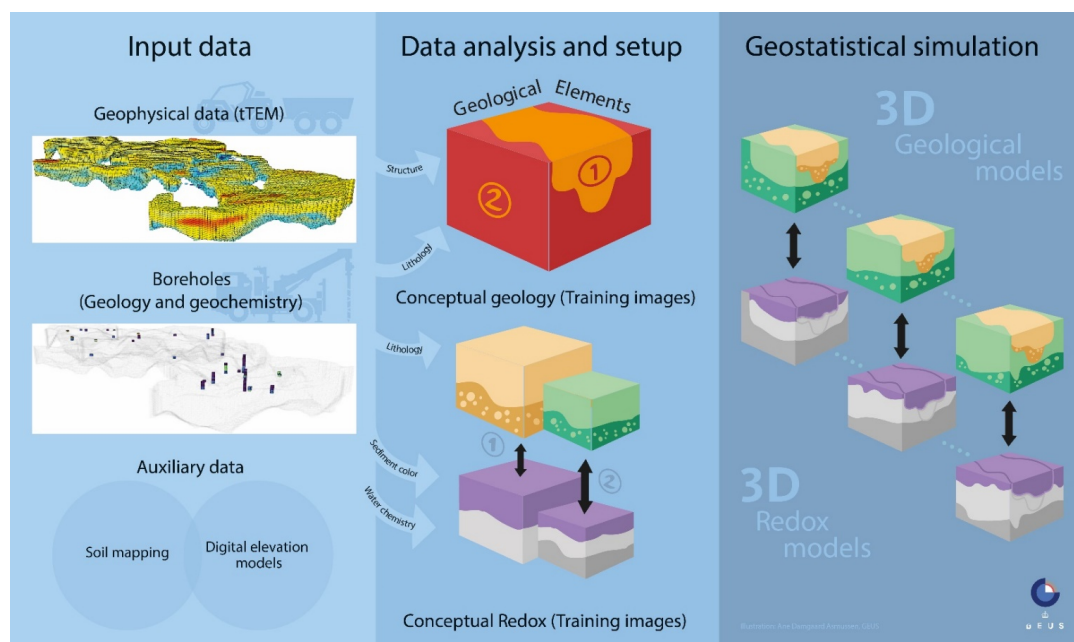 Input data
Geophysical data (tTEM)
Boreholes
(Geology and geochemistry)
Auxiliary data
Soil mapping
Digital elevation
models
Data analysis and setup
Geological Elements
Structure
①
②
Lithology
Conceptual geology (Training images)
Lithology
①
Sediment color
②
Water chemistry
Conceptual Redox (Training images)
Geostatistical simulation
3D
Geological
models
3D
Redox
models
GEUS